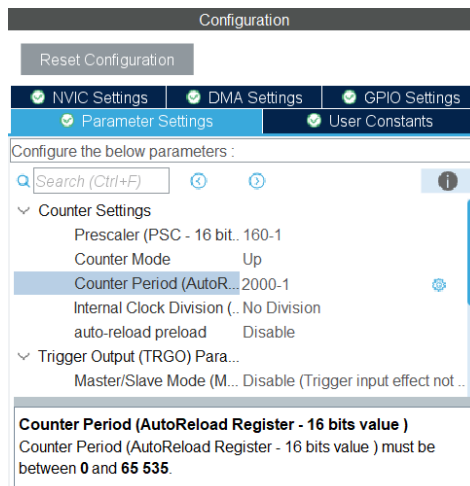 Configuration
Reset Configuration
NVIC Settings DMA Settings GPIO Settings
Parameter Settings User Constants
Configure the below parameters :
Search (Ctrl+F)
Counter Settings
Prescaler (PSC - 16 bit.. 160-1
Counter Mode Up
Counter Period (AutoR... 2000-1
Internal Clock Division (.. No Division
auto-reload preload Disable
Trigger Output (TRGO) Para...
Master/Slave Mode (M... Disable (Trigger input effect not ..
Counter Period (AutoReload Register - 16 bits value )
Counter Period (AutoReload Register - 16 bits value ) must be
between 0 and 65 535.